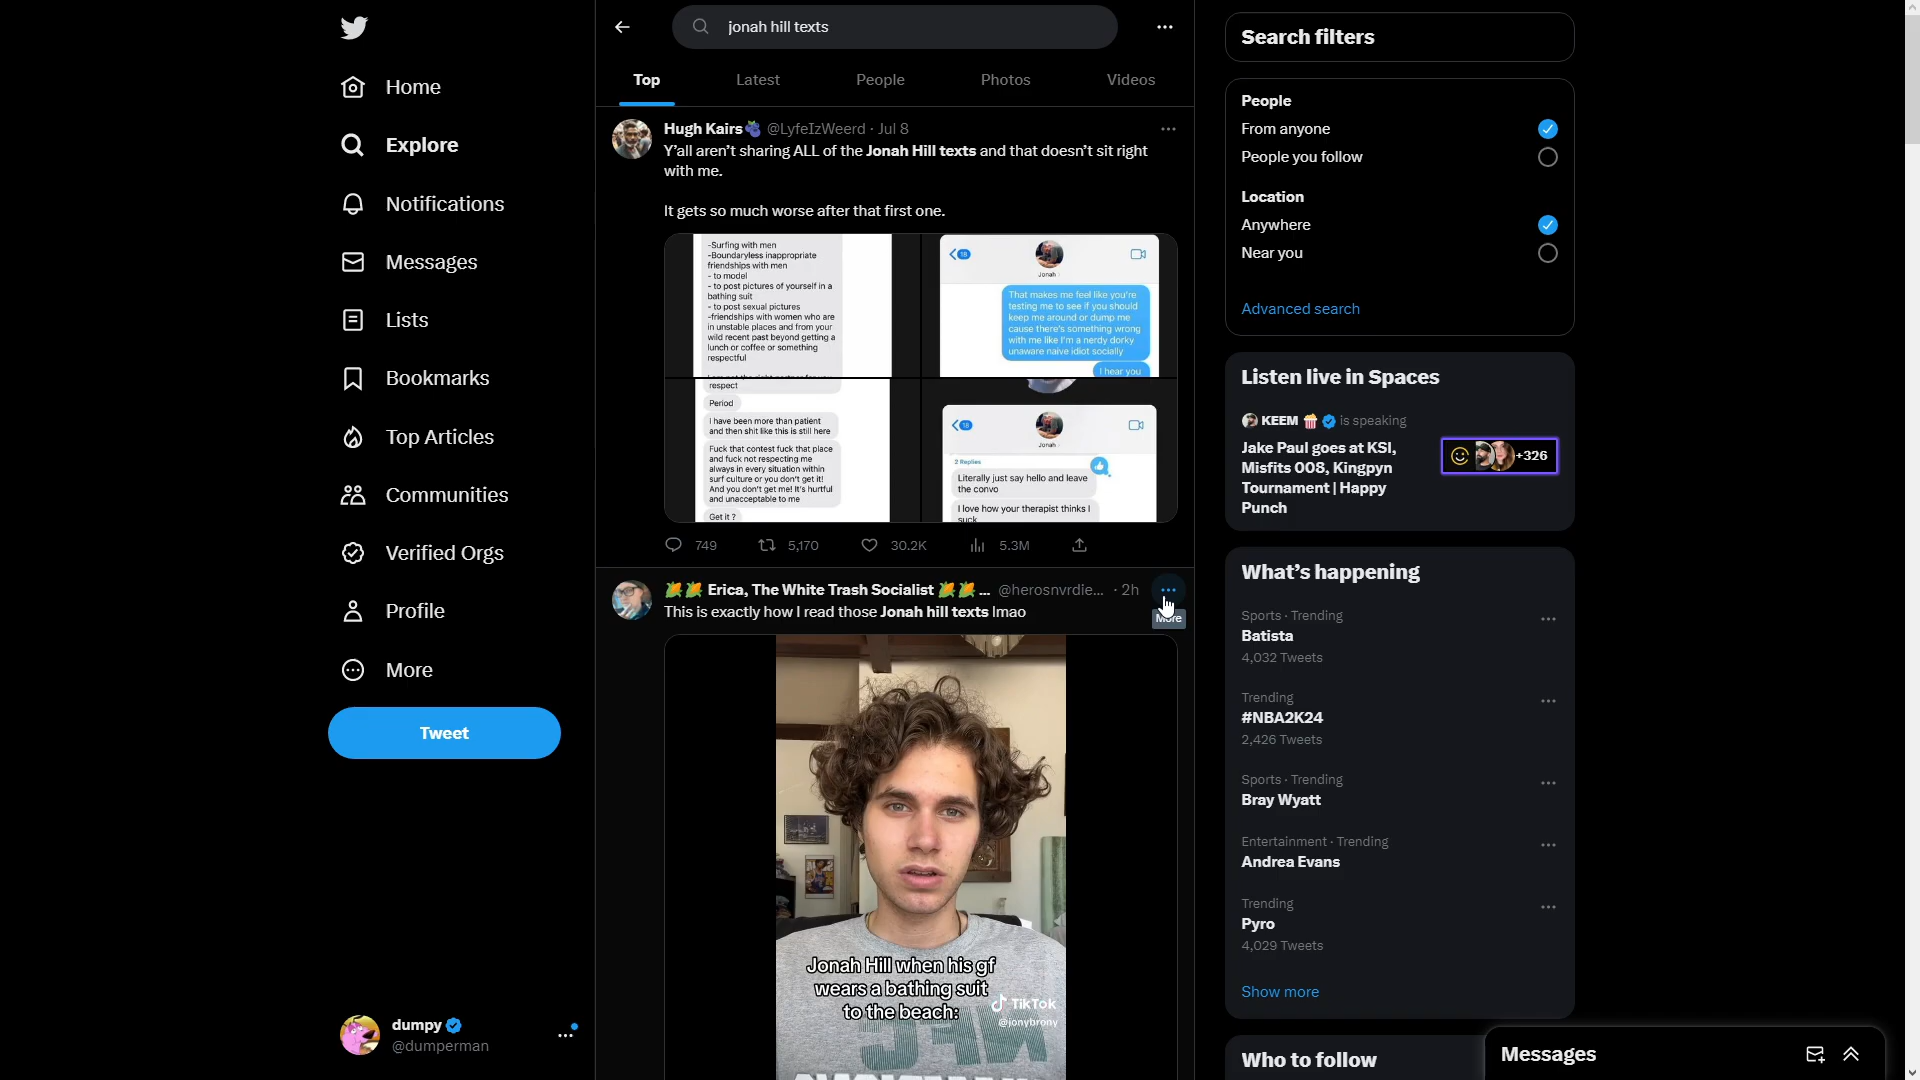 jonah hill texts
Home
Explore
Notifications
Messages
Lists
Bookmarks
Top Articles
Communities
Verified Orgs
Profile
More
Tweet
dumpy
@dumperman
Top
Latest
People
Photos
Videos
Hugh Kairs🫐 @LyfeIzWeerd · Jul 8
Y'all aren't sharing ALL of the Jonah Hill texts and that doesn't sit right
with me.
It gets so much worse after that first one.
-Surfing with men
-Boundaryless inappropriate
friendships with men
- to model
- to post pictures of yourself in a
bathing suit
- to post sexual pictures
-friendships with women who are
in unstable places and from your
wild recent past beyond getting a
lunch or coffee or something
respectful
18
Jonah
That makes me feel like you're
testing me to see if you should
keep me around or dump me
cause there's something wrong
with me like I'm a nerdy dorky
unaware naive idiot socially
I hear you
respect
Period
I have been more than patient
and then shit like this is still here
Fuck that contest fuck that place
and fuck not respecting me
always in every situation within
surf culture or you don't get it!
And you don't get me! It's hurtful
and unacceptable to me
Get it ?
18
Jonah
2 Replies
Literally just say hello and leave
the convo
I love how your therapist thinks I
suck
749
5,170
30.2K
5.3M
🌽🌽 Erica, The White Trash Socialist 🌽🌽 ... @herosnvrdie... · 2h
This is exactly how I read those Jonah hill texts lmao
More
Jonah Hill when his gf
wears a bathing suit
to the beach:
TikTok
@jonybrony
Search filters
People
From anyone
People you follow
Location
Anywhere
Near you
Advanced search
Listen live in Spaces
KEEM 🍿 is speaking
Jake Paul goes at KSI,
Misfits 008, Kingpyn
Tournament | Happy
Punch
+326
What's happening
Sports · Trending
Batista
4,032 Tweets
Trending
#NBA2K24
2,426 Tweets
Sports · Trending
Bray Wyatt
Entertainment · Trending
Andrea Evans
Trending
Pyro
4,029 Tweets
Show more
Who to follow
Messages